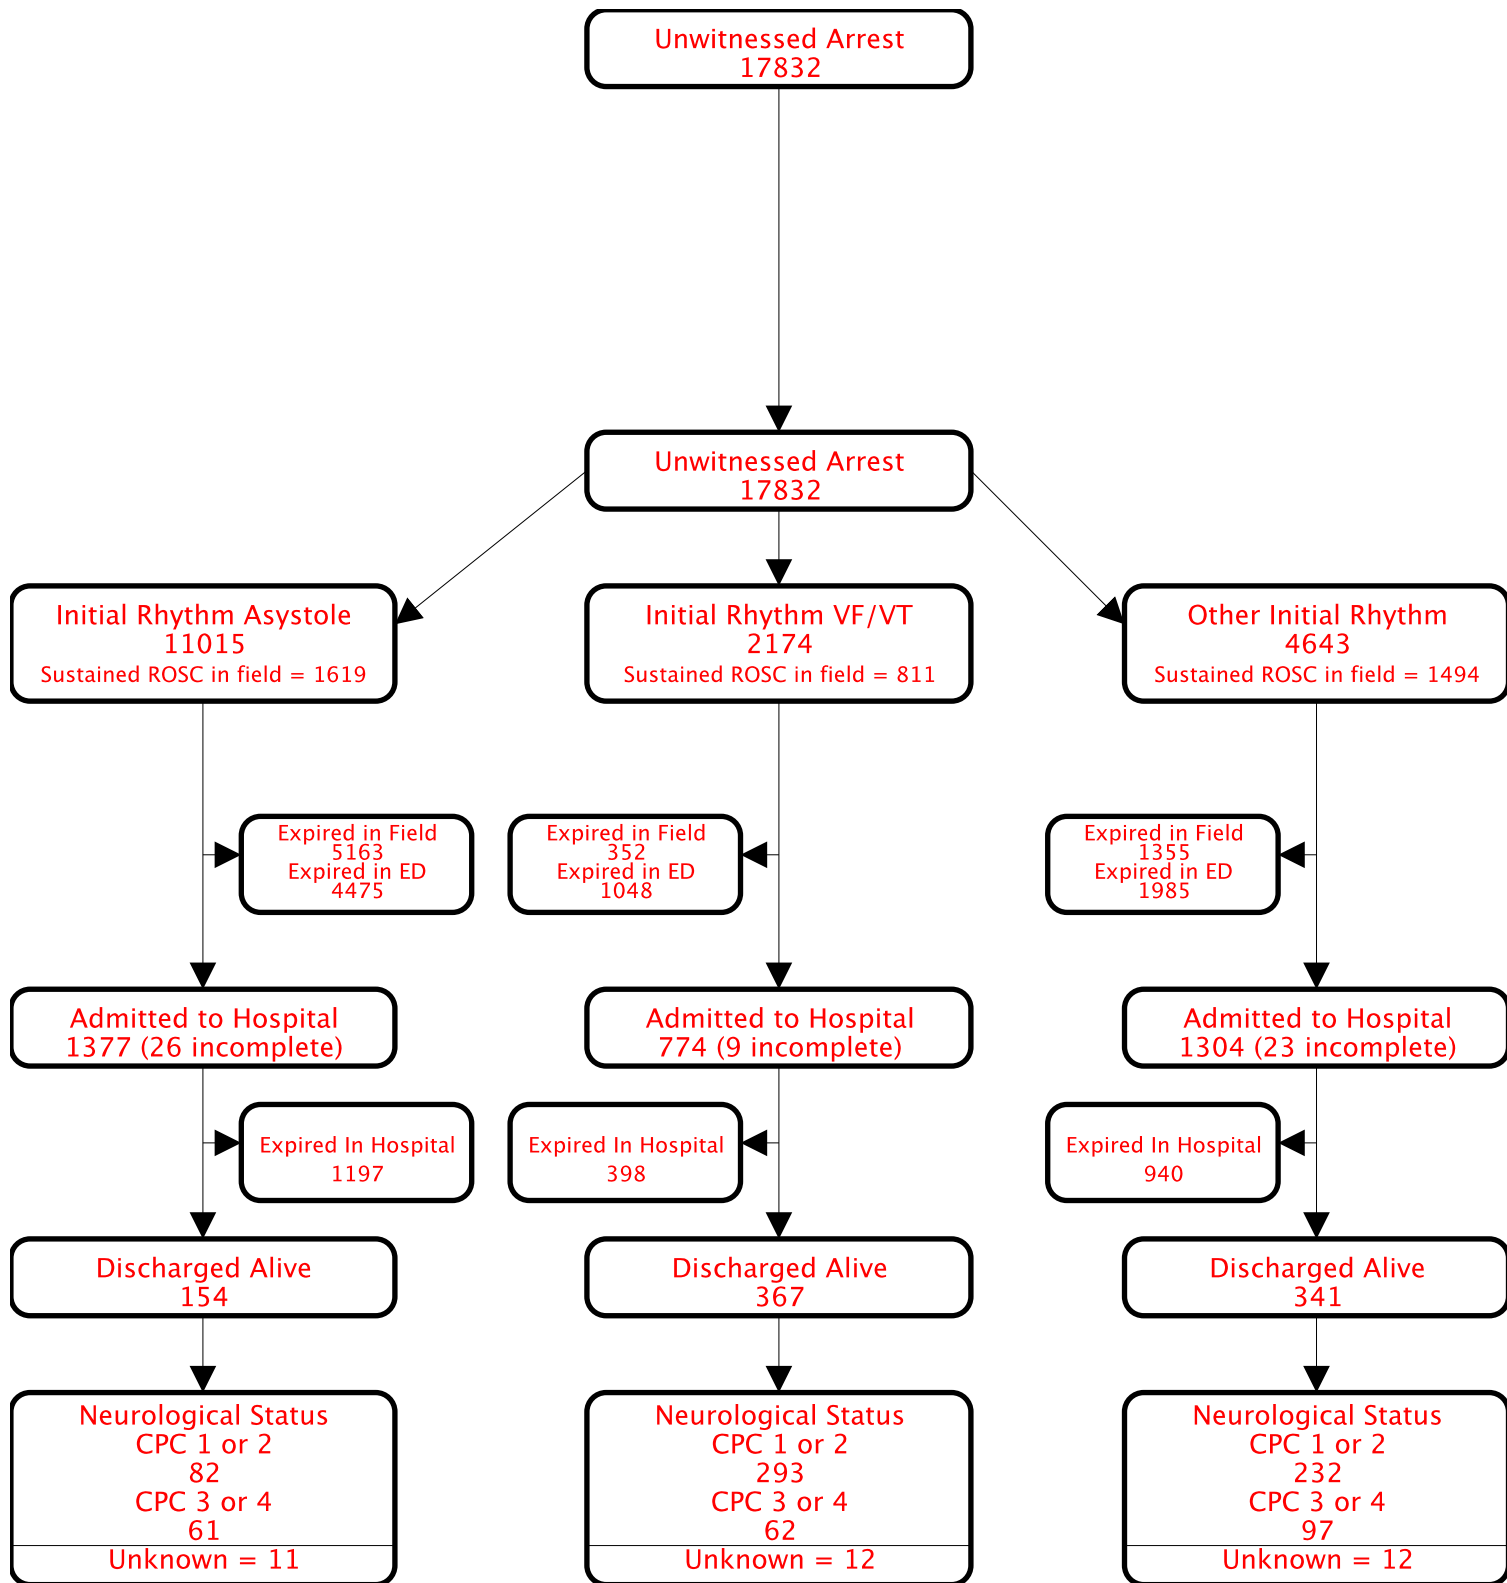 Unwitnessed Arrest
17832
Unwitnessed Arrest
17832
Initial Rhythm Asystole
11015
Sustained ROSC in field = 1619
Initial Rhythm VF/VT
2174
Sustained ROSC in field = 811
Other Initial Rhythm
4643
Sustained ROSC in field = 1494
Expired in Field
5163
Expired in ED
4475
Expired in Field
352
Expired in ED
1048
Expired in Field
1355
Expired in ED
1985
Admitted to Hospital
1377 (26 incomplete)
Admitted to Hospital
774 (9 incomplete)
Admitted to Hospital
1304 (23 incomplete)
Expired In Hospital
1197
Expired In Hospital
398
Expired In Hospital
940
Discharged Alive
154
Discharged Alive
367
Discharged Alive
341
Neurological Status
CPC 1 or 2
82
CPC 3 or 4
61
Unknown = 11
Neurological Status
CPC 1 or 2
293
CPC 3 or 4
62
Unknown = 12
Neurological Status
CPC 1 or 2
232
CPC 3 or 4
97
Unknown = 12